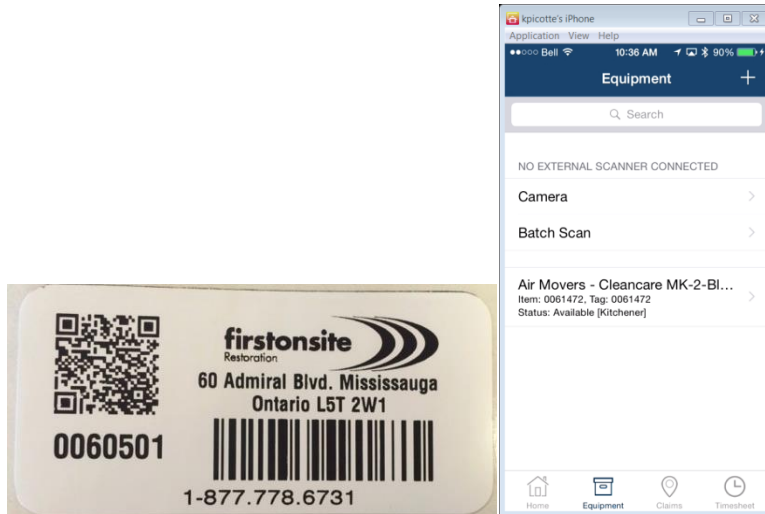 firstonsite
Restoration
60 Admiral Blvd. Mississauga
Ontario L5T 2W1
0060501
1-877.778.6731
kpicotte's iPhone
Application View Help
Bell 10:36 AM 90%
Equipment
Search
NO EXTERNAL SCANNER CONNECTED
Camera
Batch Scan
Air Movers - Cleancare MK-2-Bl...
Item: 0061472, Tag: 0061472
Status: Available [Kitchener]
Home Equipment Claims Timesheet